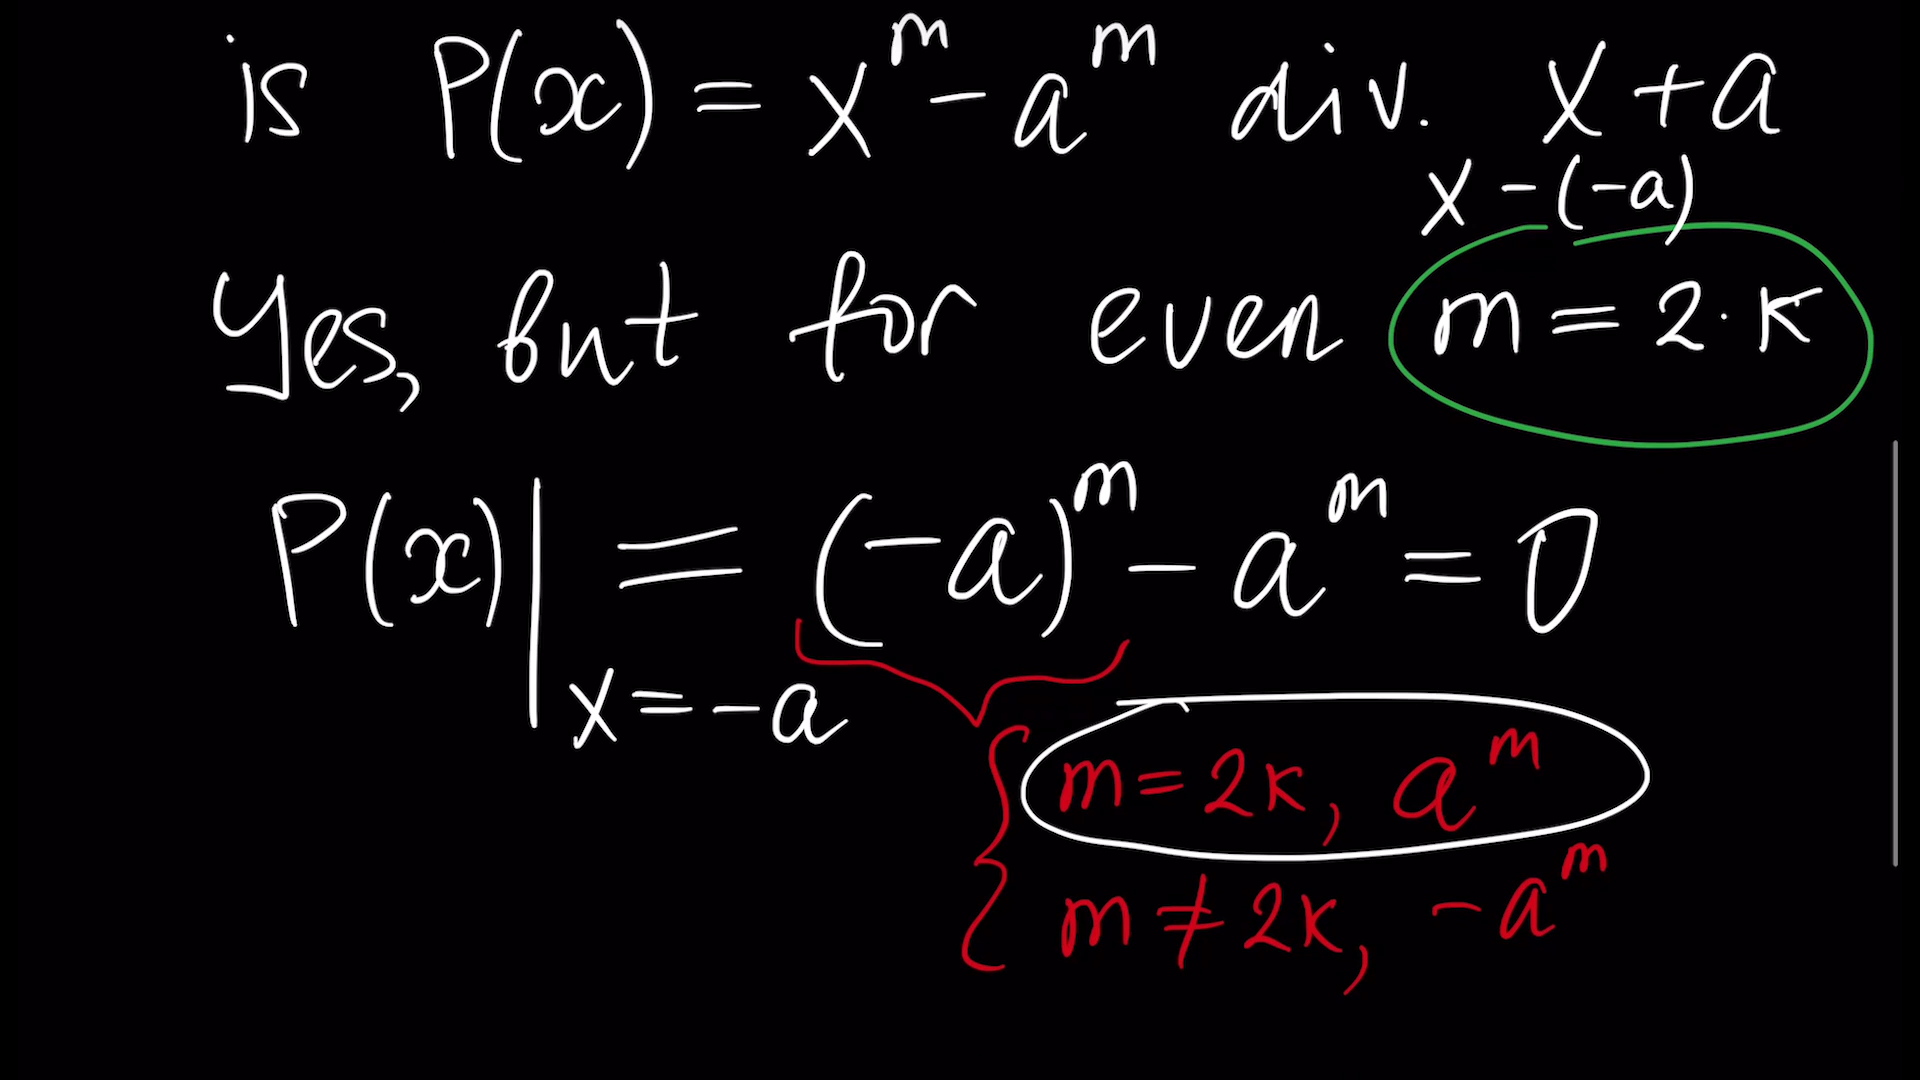 is P(x) = x^m - a^m div. x + a
x - (-a)
Yes, but for even m = 2·k
P(x)|x=-a = (-a)^m - a^m = 0
m = 2k, a^m
m ≠ 2k, -a^m